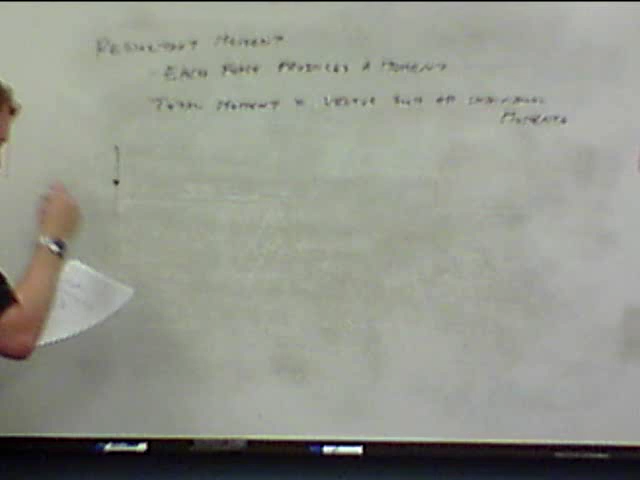 RESULTANT MOMENT
- EACH FORCE PRODUCES A MOMENT
TOTAL MOMENT = VECTOR SUM OF INDIVIDUAL
MOMENTS